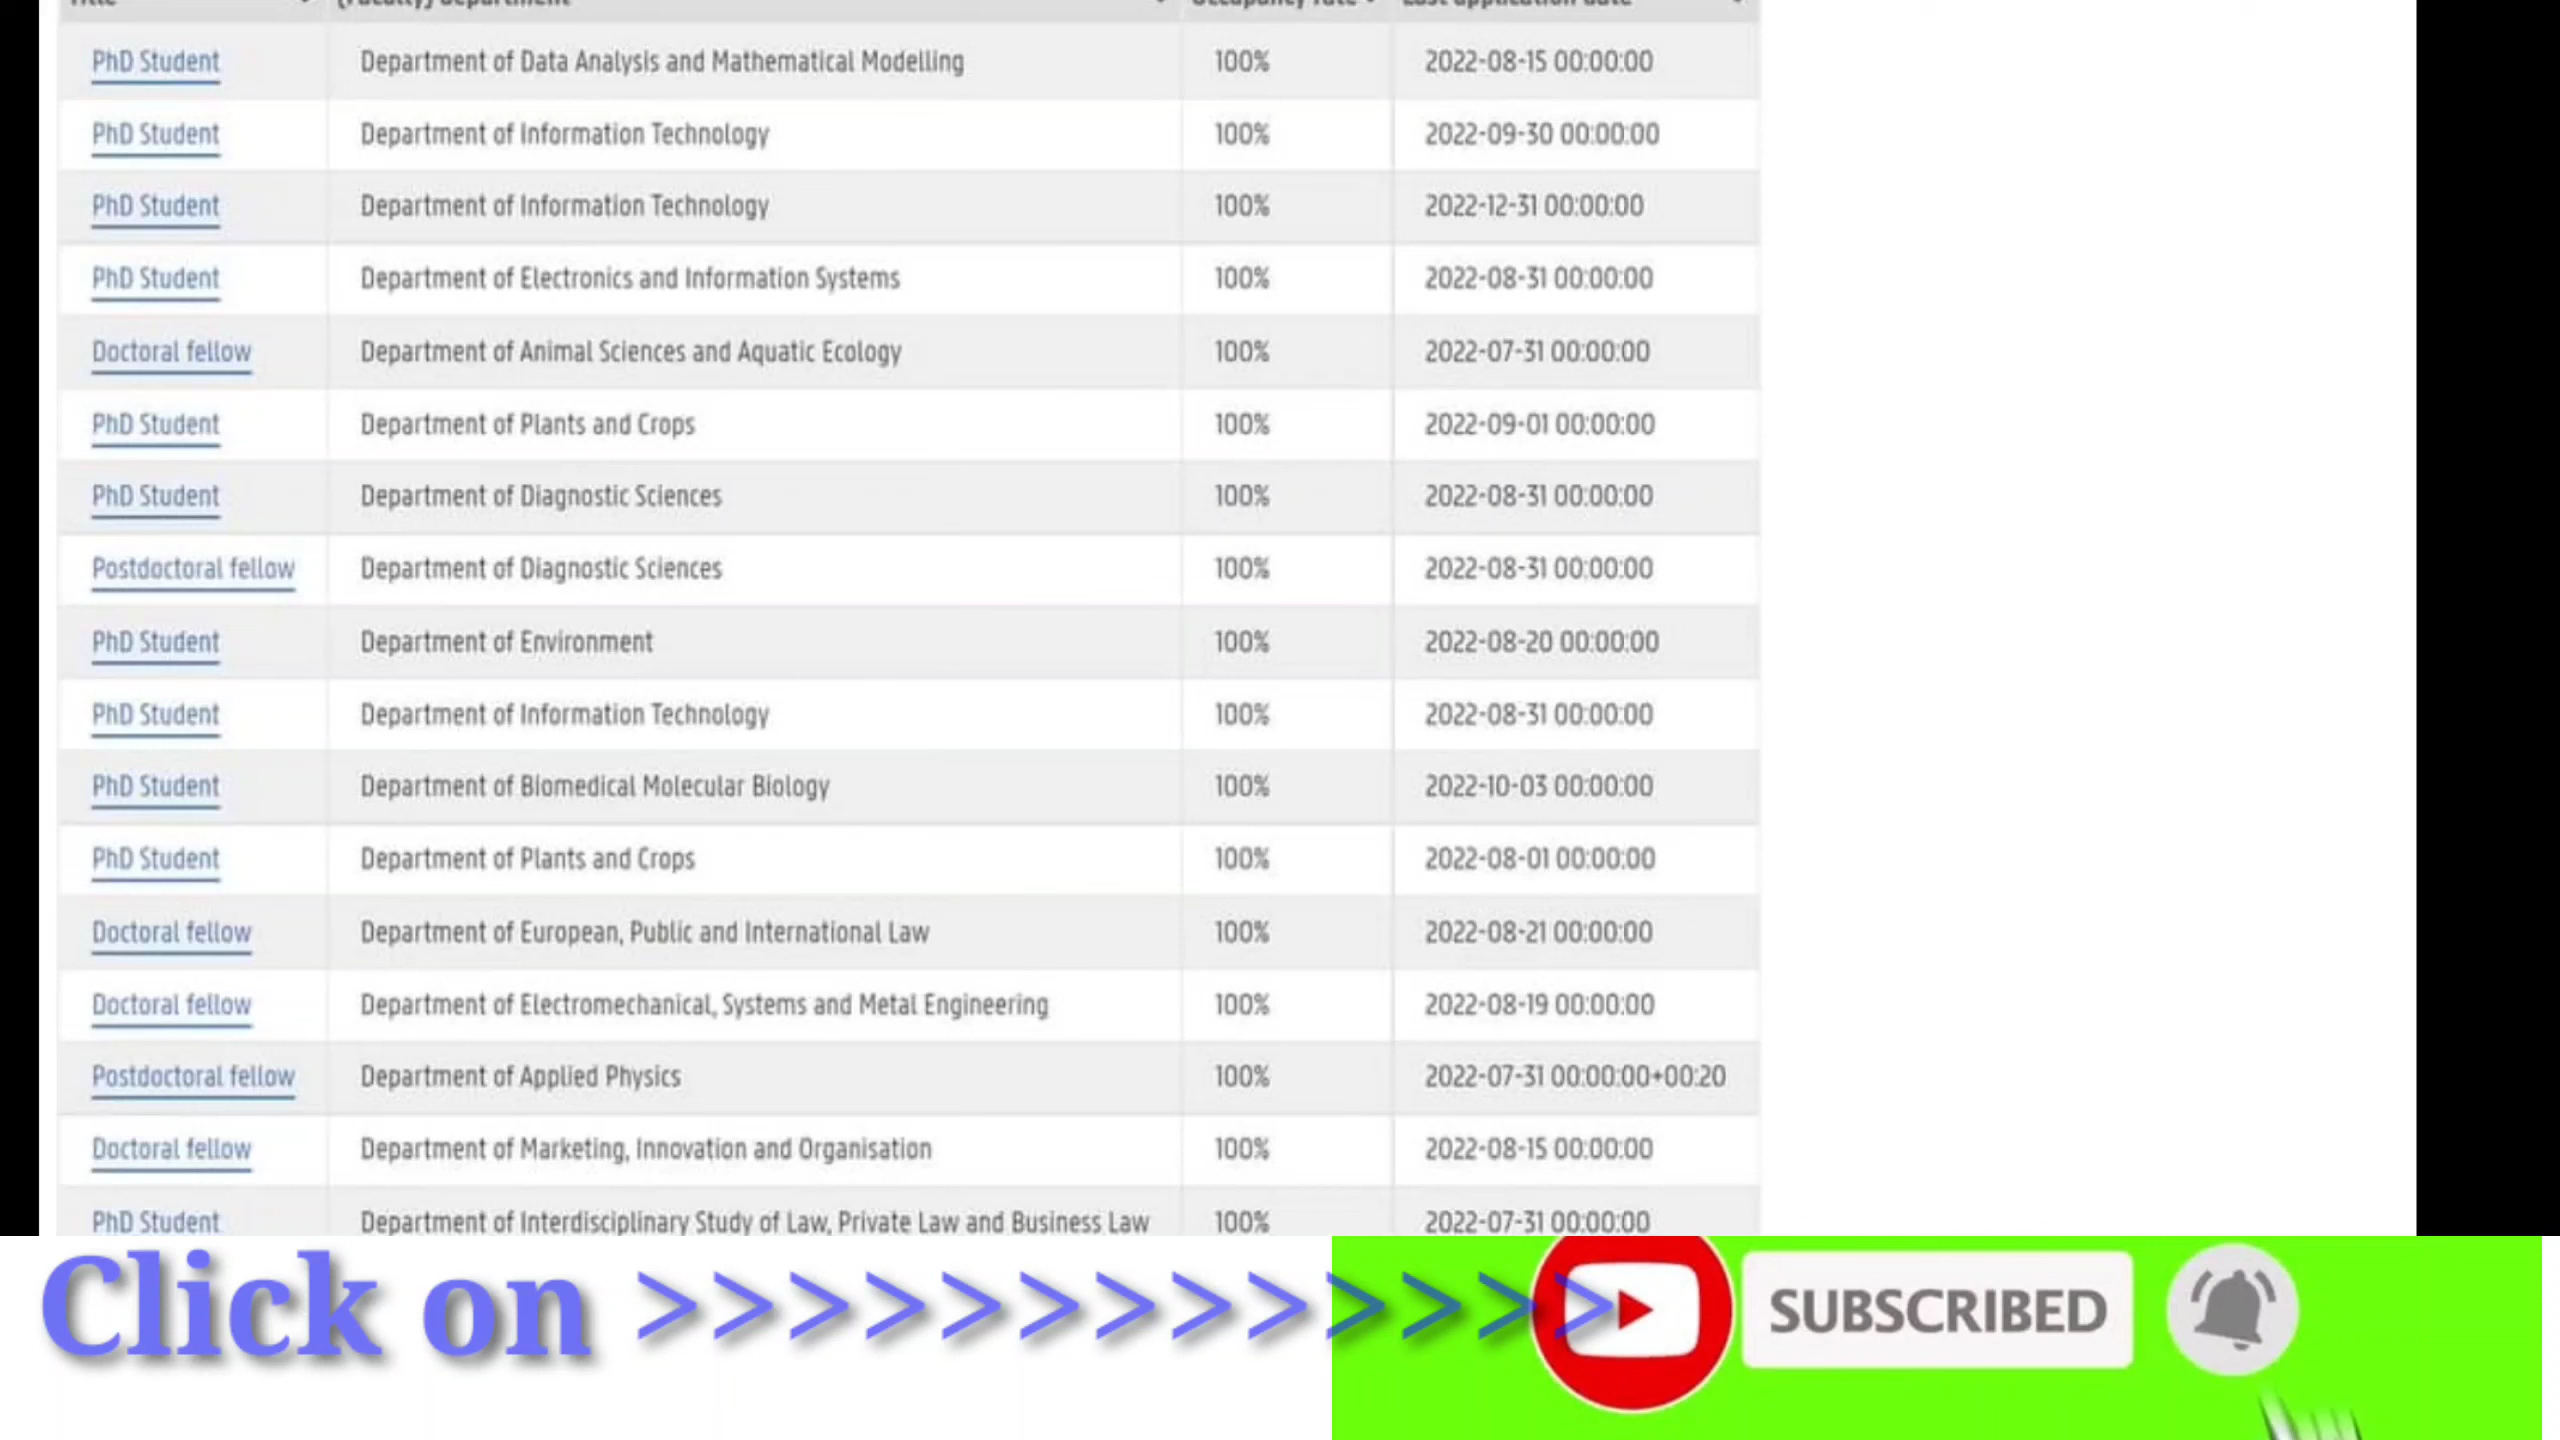 Title (Faculty) Department Occupancy rate Last application date
PhD Student Department of Data Analysis and Mathematical Modelling 100% 2022-08-15 00:00:00
PhD Student Department of Information Technology 100% 2022-09-30 00:00:00
PhD Student Department of Information Technology 100% 2022-12-31 00:00:00
PhD Student Department of Electronics and Information Systems 100% 2022-08-31 00:00:00
Doctoral fellow Department of Animal Sciences and Aquatic Ecology 100% 2022-07-31 00:00:00
PhD Student Department of Plants and Crops 100% 2022-09-01 00:00:00
PhD Student Department of Diagnostic Sciences 100% 2022-08-31 00:00:00
Postdoctoral fellow Department of Diagnostic Sciences 100% 2022-08-31 00:00:00
PhD Student Department of Environment 100% 2022-08-20 00:00:00
PhD Student Department of Information Technology 100% 2022-08-31 00:00:00
PhD Student Department of Biomedical Molecular Biology 100% 2022-10-03 00:00:00
PhD Student Department of Plants and Crops 100% 2022-08-01 00:00:00
Doctoral fellow Department of European, Public and International Law 100% 2022-08-21 00:00:00
Doctoral fellow Department of Electromechanical, Systems and Metal Engineering 100% 2022-08-19 00:00:00
Postdoctoral fellow Department of Applied Physics 100% 2022-07-31 00:00:00+00:20
Doctoral fellow Department of Marketing, Innovation and Organisation 100% 2022-08-15 00:00:00
PhD Student Department of Interdisciplinary Study of Law, Private Law and Business Law 100% 2022-07-31 00:00:00
Click on >>>>>>>>>>>>> SUBSCRIBED